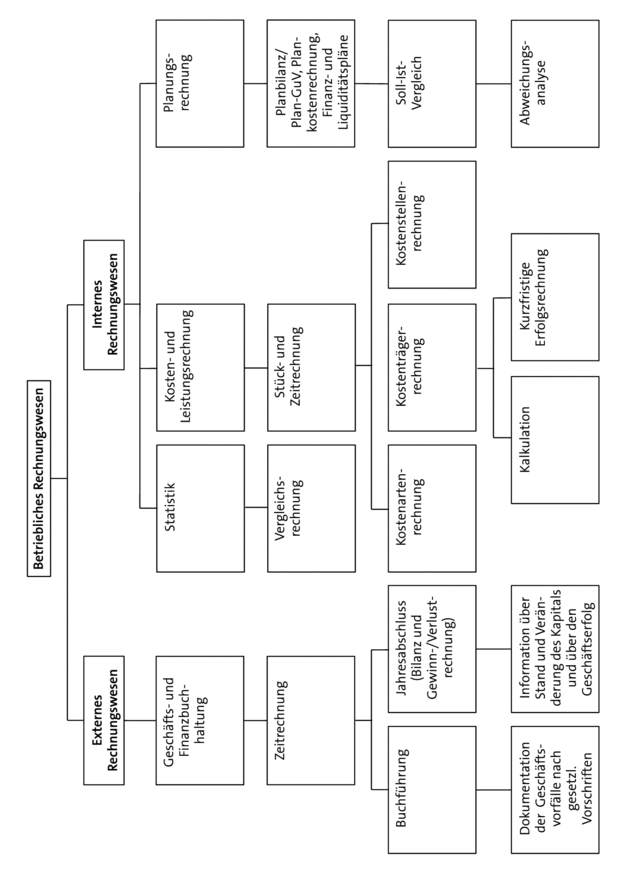 Betriebliches Rechnungswesen
Externes
Rechnungswesen
Internes
Rechnungswesen
Geschäfts- und
Finanzbuch-
haltung
Statistik
Kosten- und
Leistungsrechnung
Planungs-
rechnung
Zeitrechnung
Vergleichs-
rechnung
Stück- und
Zeitrechnung
Planbilanz/
Plan-GuV, Plan-
kostenrechnung,
Finanz- und
Liquiditätspläne
Buchführung
Jahresabschluss
(Bilanz und
Gewinn-/Verlust-
rechnung)
Kostenarten-
rechnung
Kostenträger-
rechnung
Kostenstellen-
rechnung
Soll-Ist-
Vergleich
Dokumentation
der Geschäfts-
vorfälle nach
gesetzl.
Vorschriften
Information über
Stand und Verän-
derung des Kapitals
und über den
Geschäftserfolg
Kalkulation
Kurzfristige
Erfolgsrechnung
Abweichungs-
analyse